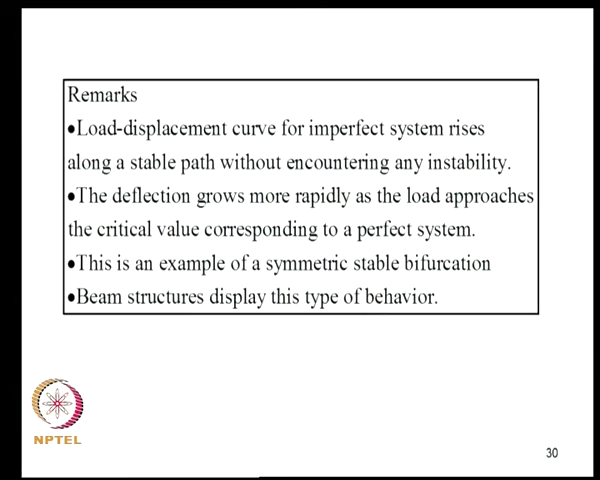 Remarks
•Load-displacement curve for imperfect system rises
along a stable path without encountering any instability.
•The deflection grows more rapidly as the load approaches
the critical value corresponding to a perfect system.
•This is an example of a symmetric stable bifurcation
•Beam structures display this type of behavior.
NPTEL
30